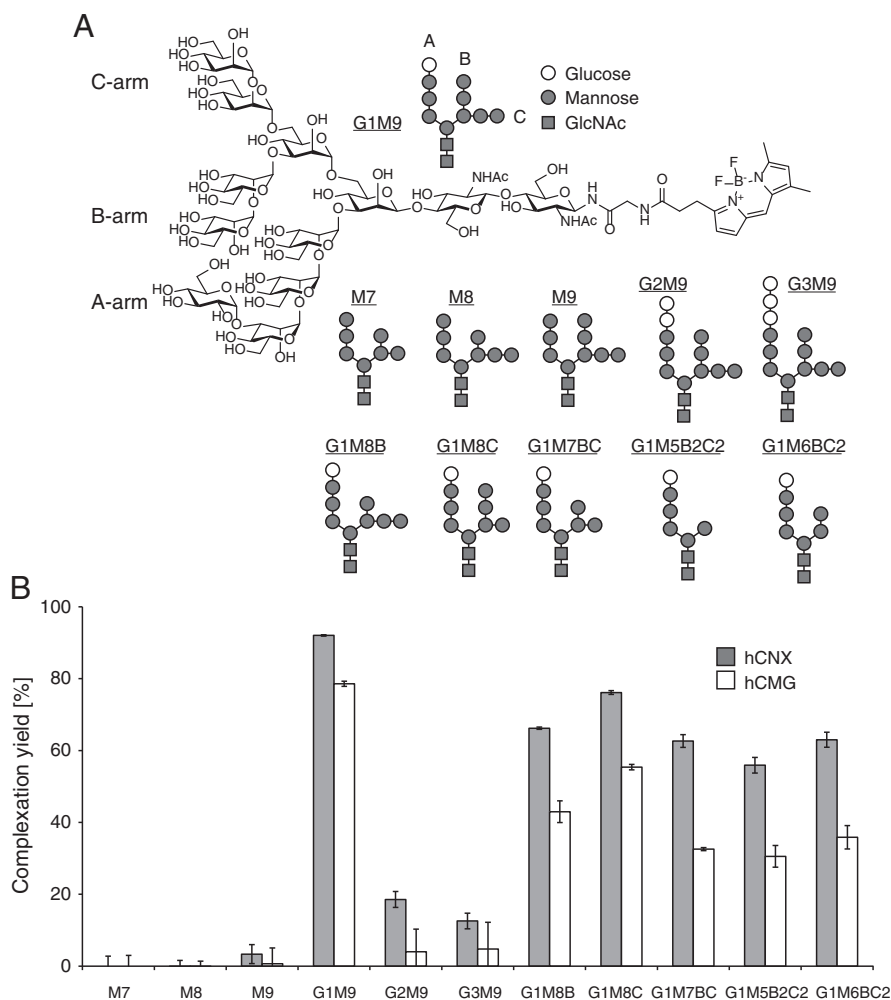 A
C-arm
B-arm
A-arm
G1M9
A
B
C
Glucose
Mannose
GlcNAc
HO
OH
O
NHAc
NHAc
H
N
O
O
N
H
F
F
B-
N
N+
M7
M8
M9
G2M9
G3M9
G1M8B
G1M8C
G1M7BC
G1M5B2C2
G1M6BC2
B
Complexation yield [%]
100
80
60
40
20
0
hCNX
hCMG
M7 M8 M9 G1M9 G2M9 G3M9 G1M8B G1M8C G1M7BC G1M5B2C2 G1M6BC2